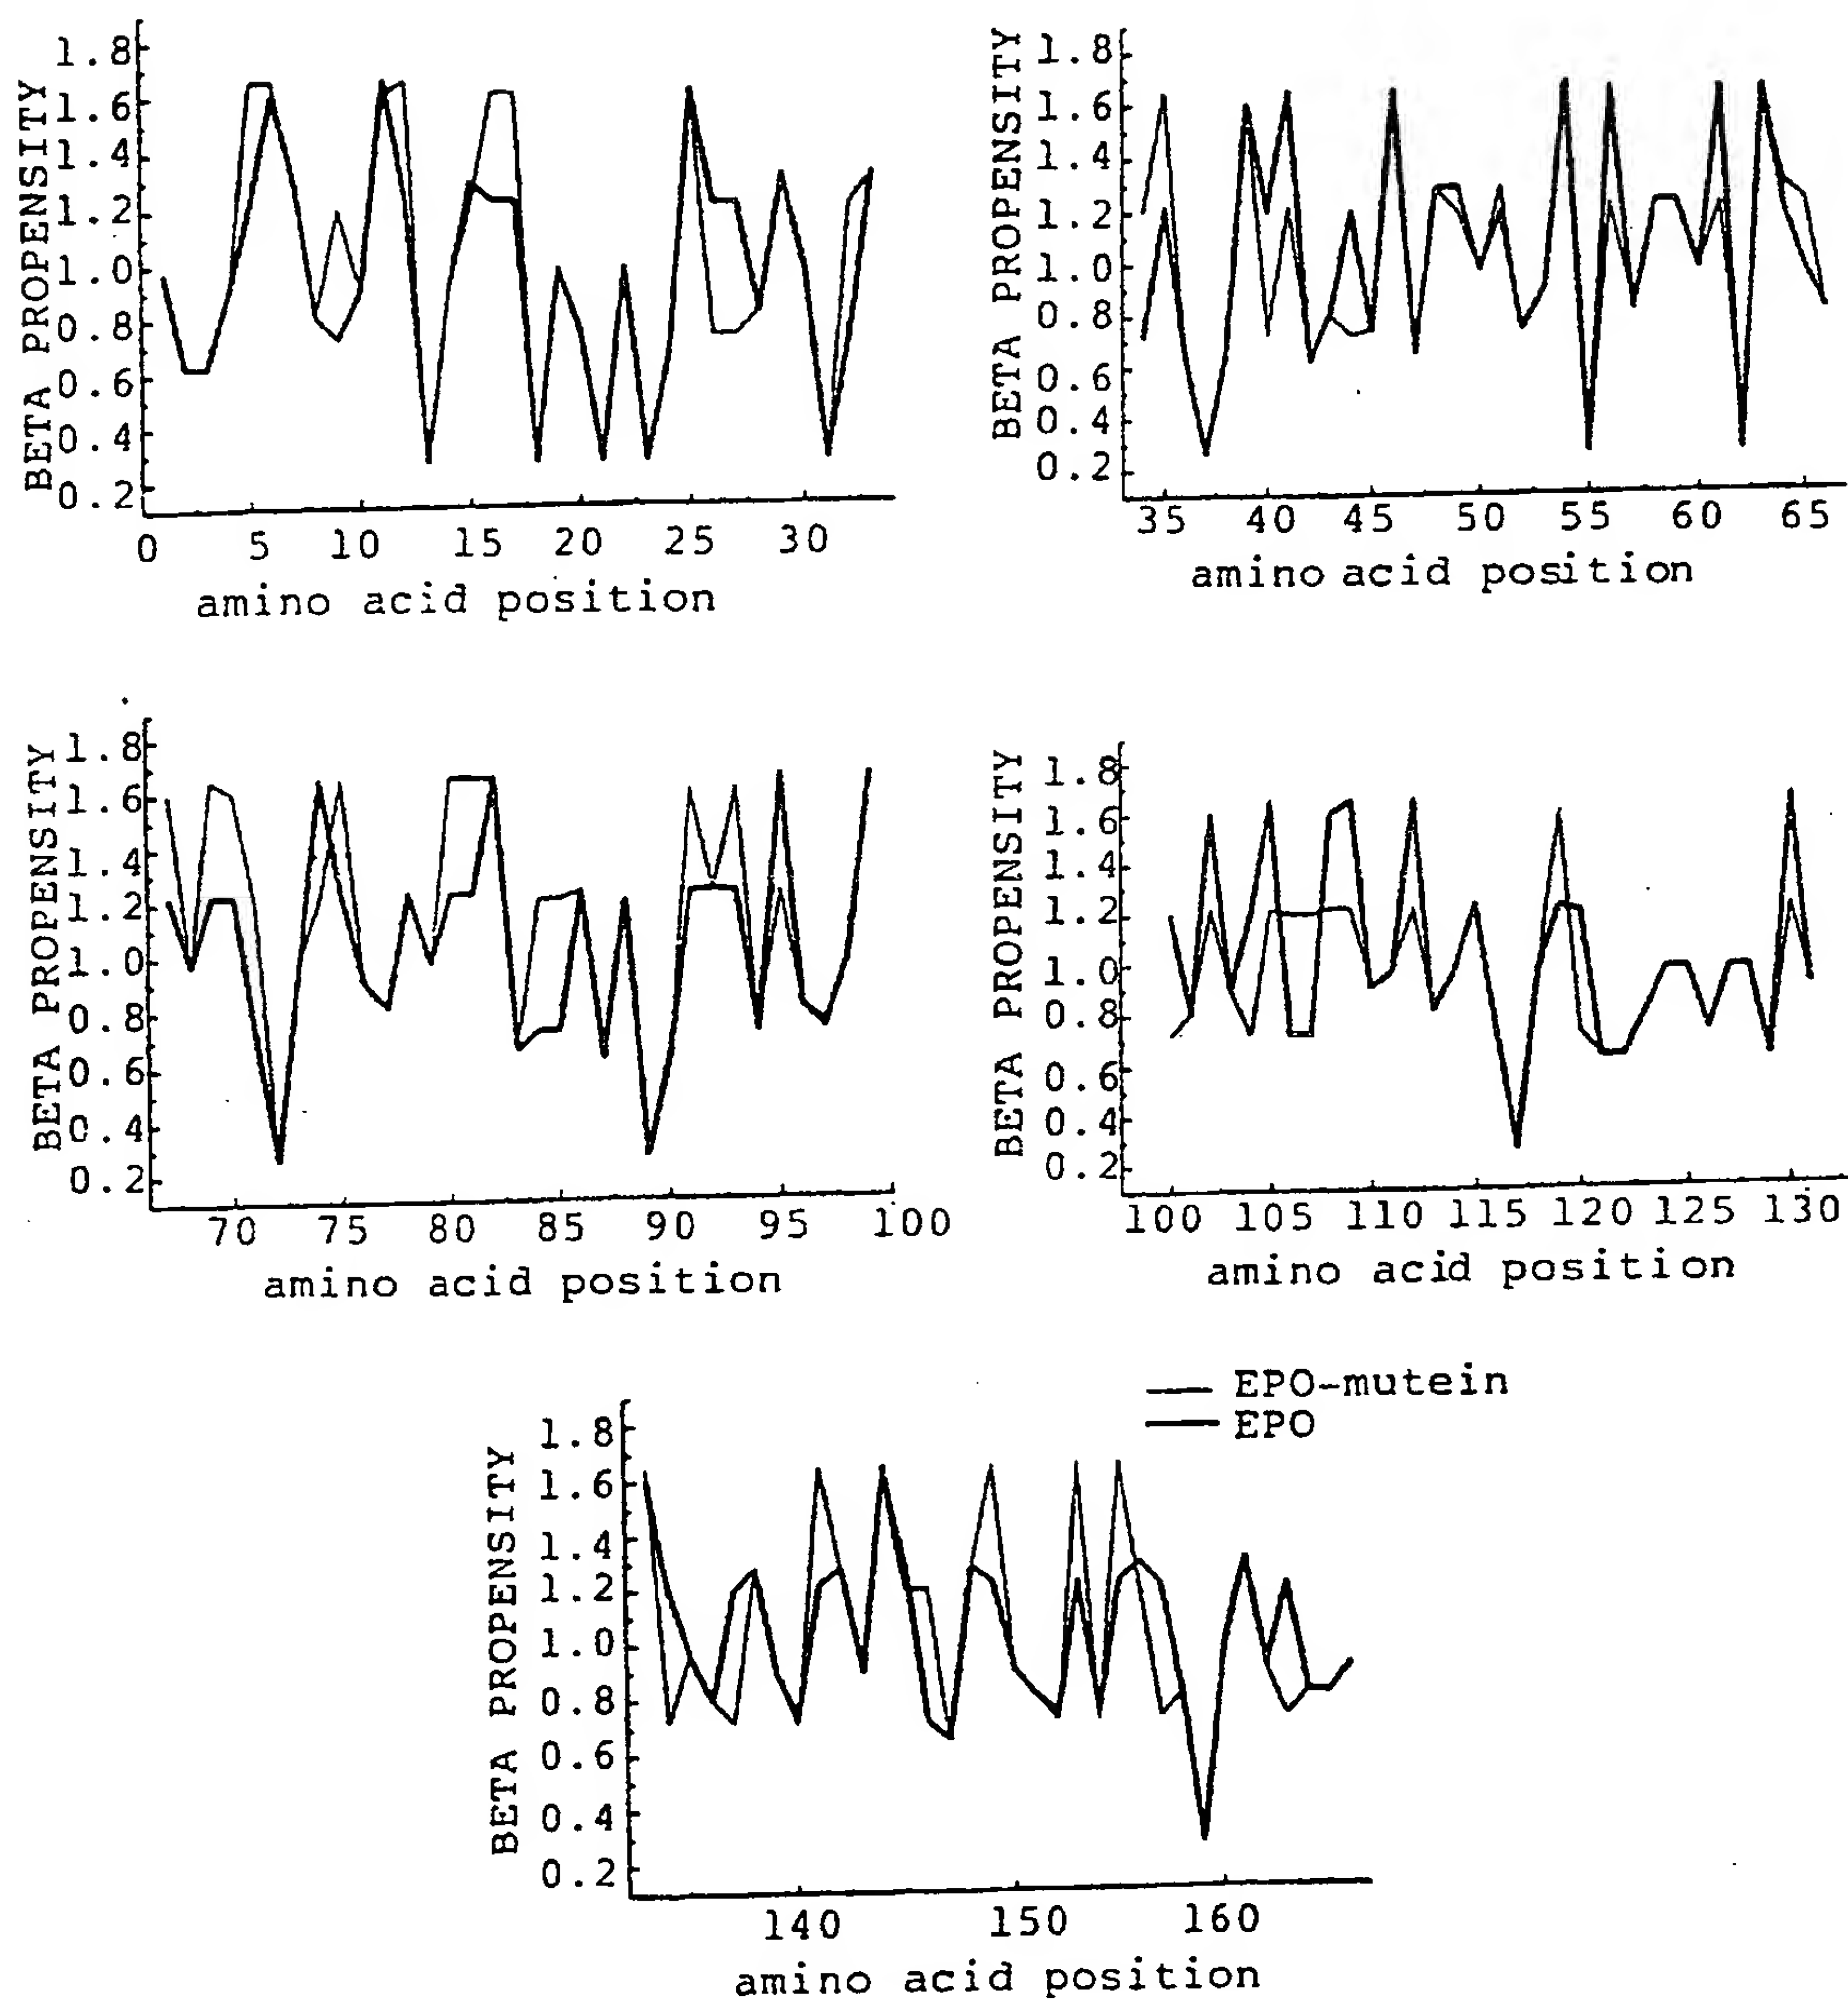 BETA PROPENSITY
1.8
1.6
1.4
1.2
1.0
0.8
0.6
0.4
0.2
0 5 10 15 20 25 30
amino acid position
BETA PROPENSITY
1.8
1.6
1.4
1.2
1.0
0.8
0.6
0.4
0.2
35 40 45 50 55 60 65
amino acid position
BETA PROPENSITY
1.8
1.6
1.4
1.2
1.0
0.8
0.6
0.4
0.2
70 75 80 85 90 95 100
amino acid position
BETA PROPENSITY
1.8
1.6
1.4
1.2
1.0
0.8
0.6
0.4
0.2
100 105 110 115 120 125 130
amino acid position
EPO-mutein
EPO
BETA PROPENSITY
1.8
1.6
1.4
1.2
1.0
0.8
0.6
0.4
0.2
140 150 160
amino acid position